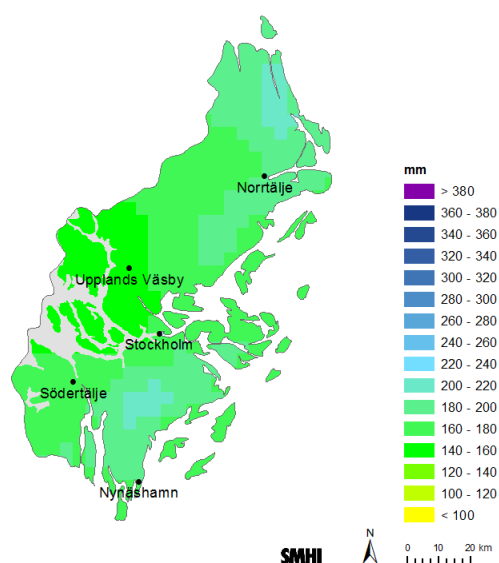 Norrtälje
Upplands Väsby
Stockholm
Södertälje
Nynäshamn
mm
> 380
360 - 380
340 - 360
320 - 340
300 - 320
280 - 300
260 - 280
240 - 260
220 - 240
200 - 220
180 - 200
160 - 180
140 - 160
120 - 140
100 - 120
< 100
SMHI
N
0 10 20 km